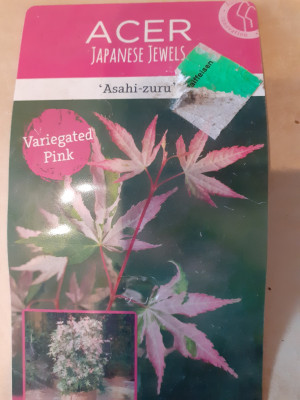 ACER
JAPANESE JEWELS
'Asahi-zuru'
Variegated
Pink